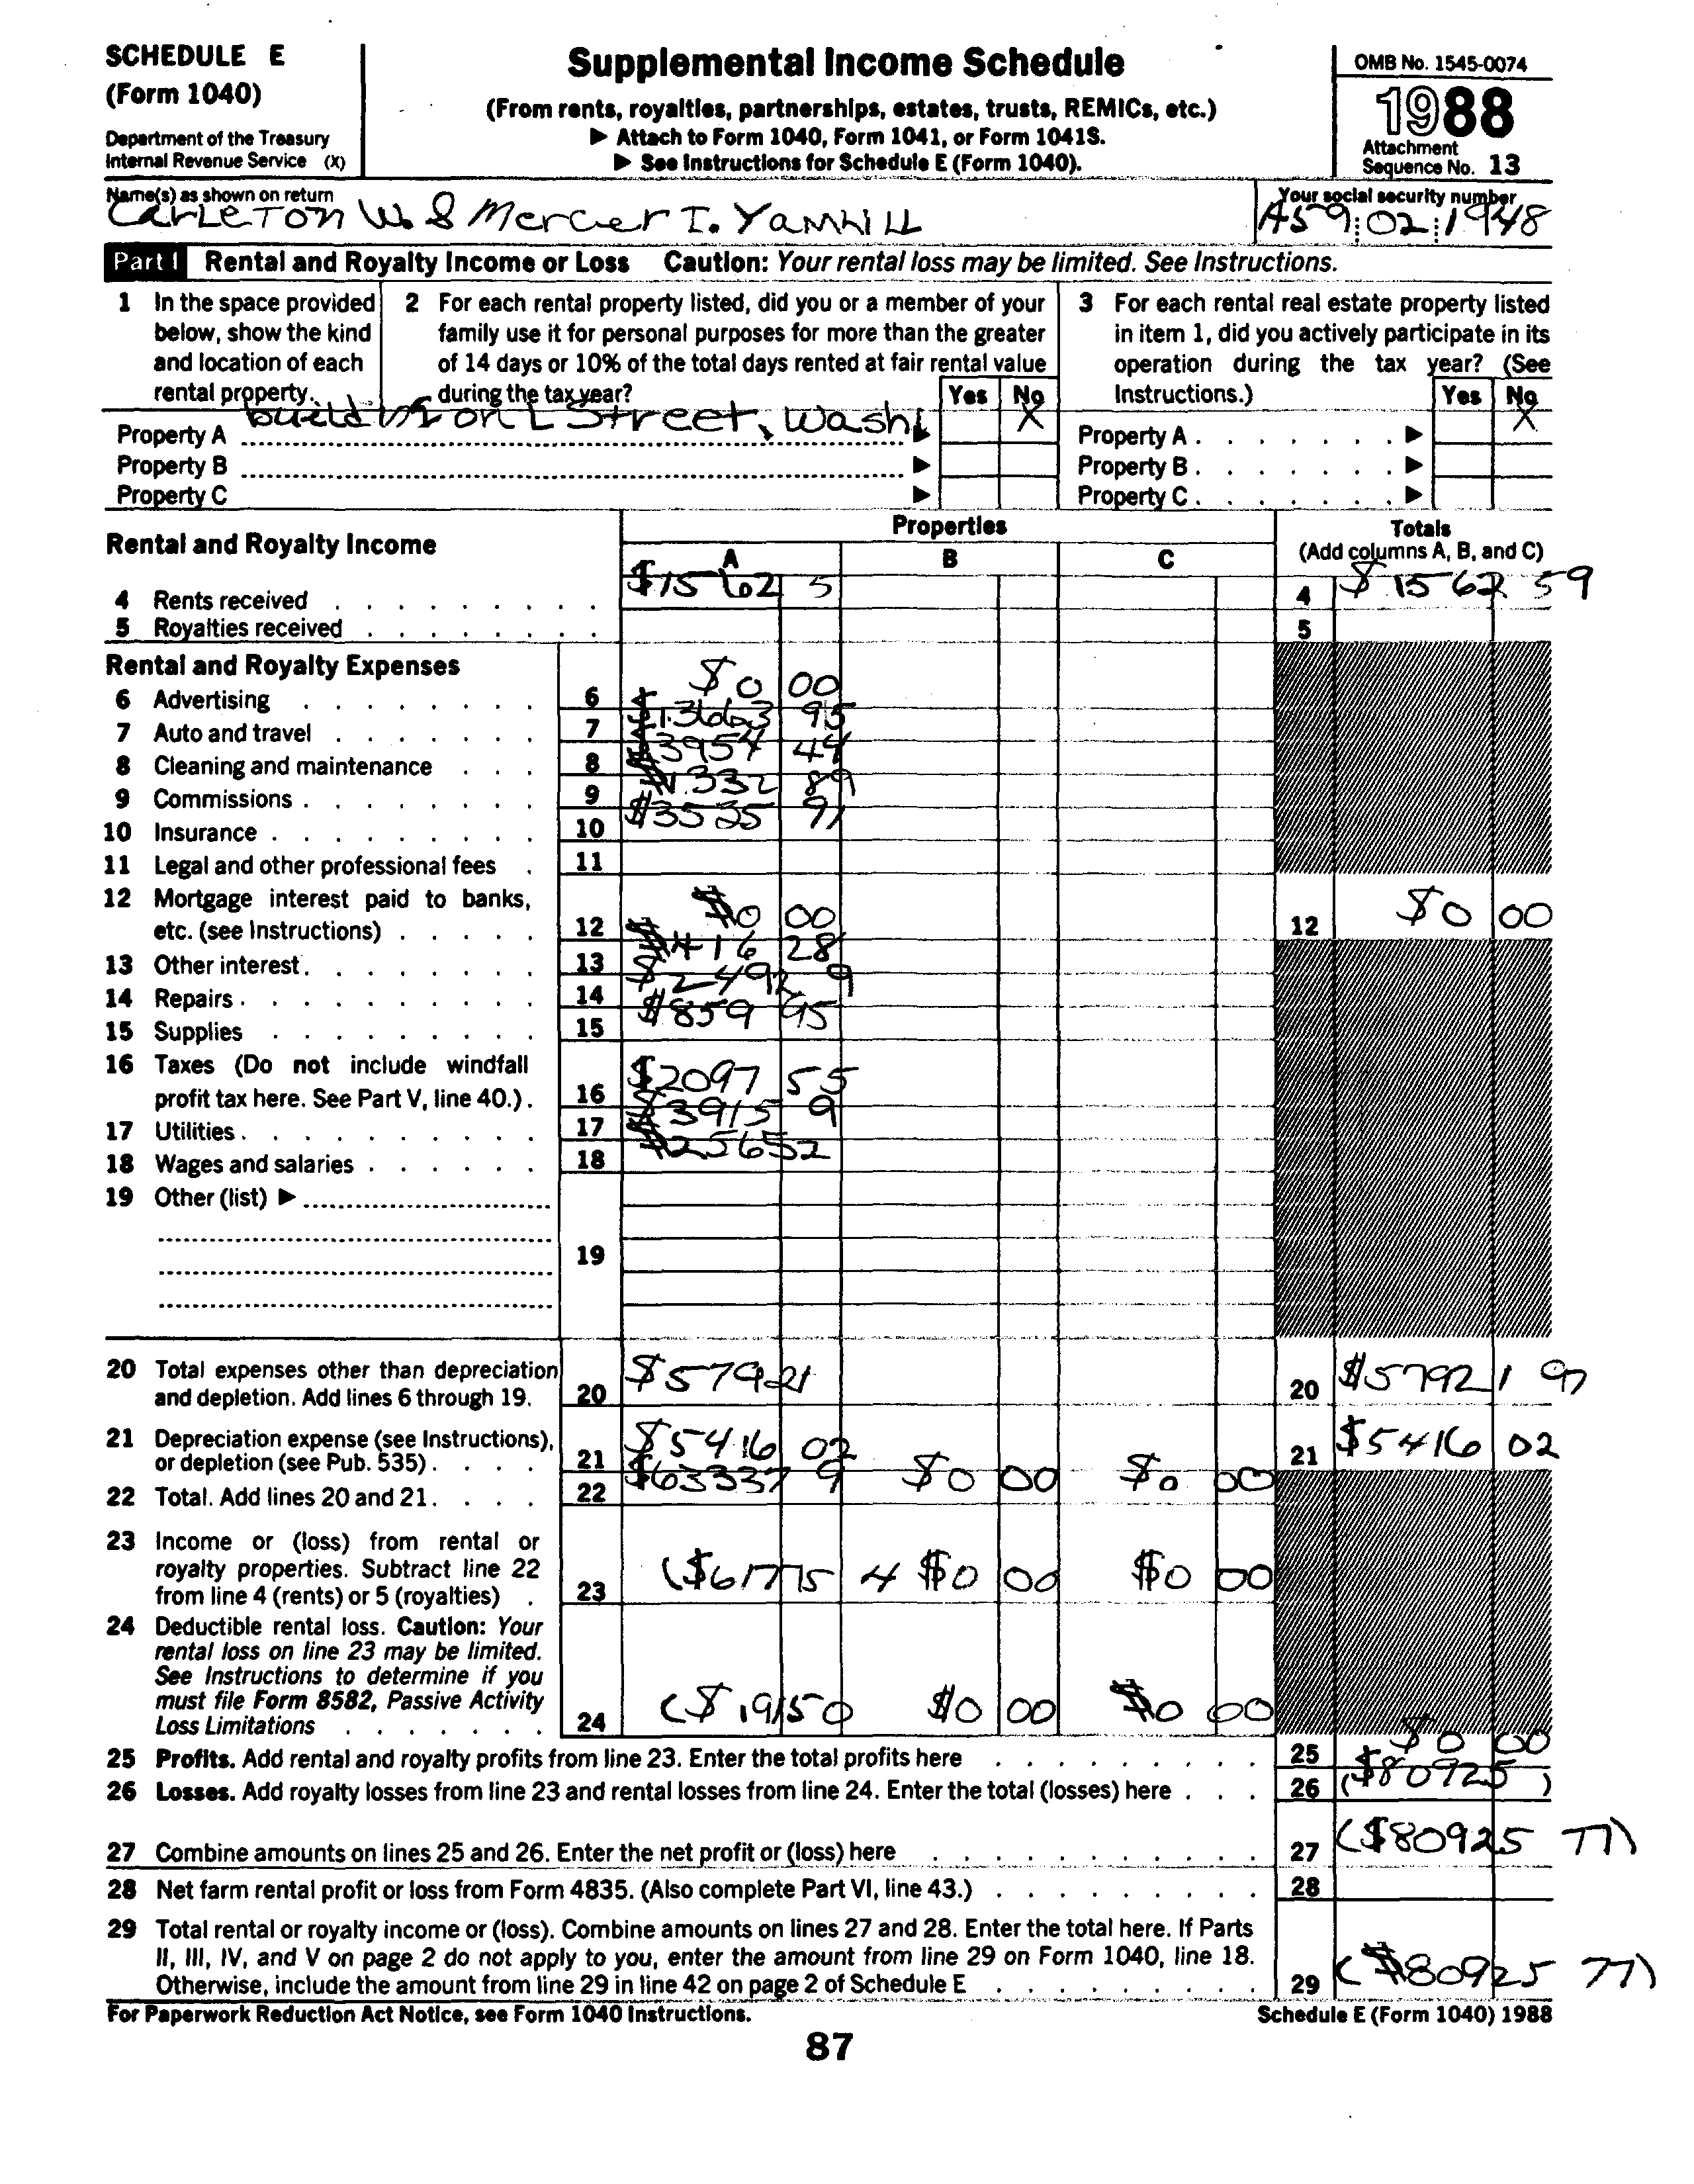 SCHEDULE E
(Form 1040)
Department of the Treasury
Internal Revenue Service (X)
Supplemental Income Schedule
(From rents, royalties, partnerships, estates, trusts, REMICs, etc.)
▶ Attach to Form 1040, Form 1041, or Form 1041S.
▶ See Instructions for Schedule E (Form 1040).
OMB No. 1545-0074
1988
Attachment
Sequence No. 13
Name(s) as shown on return
Carleton W. & Mercier I. Yamhill
Your social security number
A59:02:1948
Part I Rental and Royalty Income or Loss Caution: Your rental loss may be limited. See Instructions.
1 In the space provided
below, show the kind
and location of each
rental property.
2 For each rental property listed, did you or a member of your
family use it for personal purposes for more than the greater
of 14 days or 10% of the total days rented at fair rental value
during the tax year? Yes No
3 For each rental real estate property listed
in item 1, did you actively participate in its
operation during the tax year? (See
Instructions.) Yes No
Property A building on L Street, Washi ▶ X
Property B ▶
Property C ▶
Property A . . . . . . . ▶ X
Property B . . . . . . . ▶
Property C . . . . . . . ▶
Rental and Royalty Income
Properties
A B C
Totals
(Add columns A, B, and C)
4 Rents received $1562 5 4 $1562 59
5 Royalties received 5
Rental and Royalty Expenses
6 Advertising 6 $0 00
7 Auto and travel 7 $13663 95
8 Cleaning and maintenance 8 $3954 44
9 Commissions 9 $1332 89
10 Insurance 10 $3535 91
11 Legal and other professional fees 11
12 Mortgage interest paid to banks,
etc. (see Instructions) 12 $0 00 12 $0 00
13 Other interest 13 $416 28
14 Repairs 14 $2492 9
15 Supplies 15 $859 95
16 Taxes (Do not include windfall
profit tax here. See Part V, line 40.) 16 $2097 55
17 Utilities 17 $3915 9
18 Wages and salaries 18 $25652
19 Other (list) ▶
19
20 Total expenses other than depreciation
and depletion. Add lines 6 through 19. 20 $57921 20 $57921 97
21 Depreciation expense (see Instructions),
or depletion (see Pub. 535) 21 $5416 02 21 $5416 02
22 Total. Add lines 20 and 21. 22 $63337 9 $0 00 $0 00
23 Income or (loss) from rental or
royalty properties. Subtract line 22
from line 4 (rents) or 5 (royalties) 23 ($61775 4 $0 00 $0 00
24 Deductible rental loss. Caution: Your
rental loss on line 23 may be limited.
See Instructions to determine if you
must file Form 8582, Passive Activity
Loss Limitations 24 ($19150 $0 00 $0 00
25 Profits. Add rental and royalty profits from line 23. Enter the total profits here 25 $0 00
26 Losses. Add royalty losses from line 23 and rental losses from line 24. Enter the total (losses) here 26 ($80925 )
27 Combine amounts on lines 25 and 26. Enter the net profit or (loss) here 27 ($80925 77)
28 Net farm rental profit or loss from Form 4835. (Also complete Part VI, line 43.) 28
29 Total rental or royalty income or (loss). Combine amounts on lines 27 and 28. Enter the total here. If Parts
II, III, IV, and V on page 2 do not apply to you, enter the amount from line 29 on Form 1040, line 18.
Otherwise, include the amount from line 29 in line 42 on page 2 of Schedule E 29 ($80925 77)
For Paperwork Reduction Act Notice, see Form 1040 Instructions. Schedule E (Form 1040) 1988
87